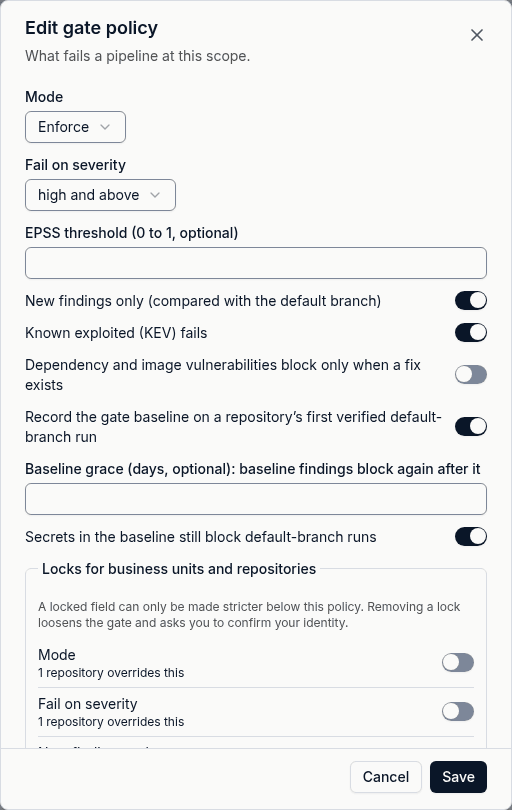 Edit gate policy
What fails a pipeline at this scope.
Mode
Enforce
Fail on severity
high and above
EPSS threshold (0 to 1, optional)
New findings only (compared with the default branch)
Known exploited (KEV) fails
Dependency and image vulnerabilities block only when a fix
exists
Record the gate baseline on a repository's first verified default-
branch run
Baseline grace (days, optional): baseline findings block again after it
Secrets in the baseline still block default-branch runs
Locks for business units and repositories
A locked field can only be made stricter below this policy. Removing a lock
loosens the gate and asks you to confirm your identity.
Mode
1 repository overrides this
Fail on severity
1 repository overrides this
Cancel
Save